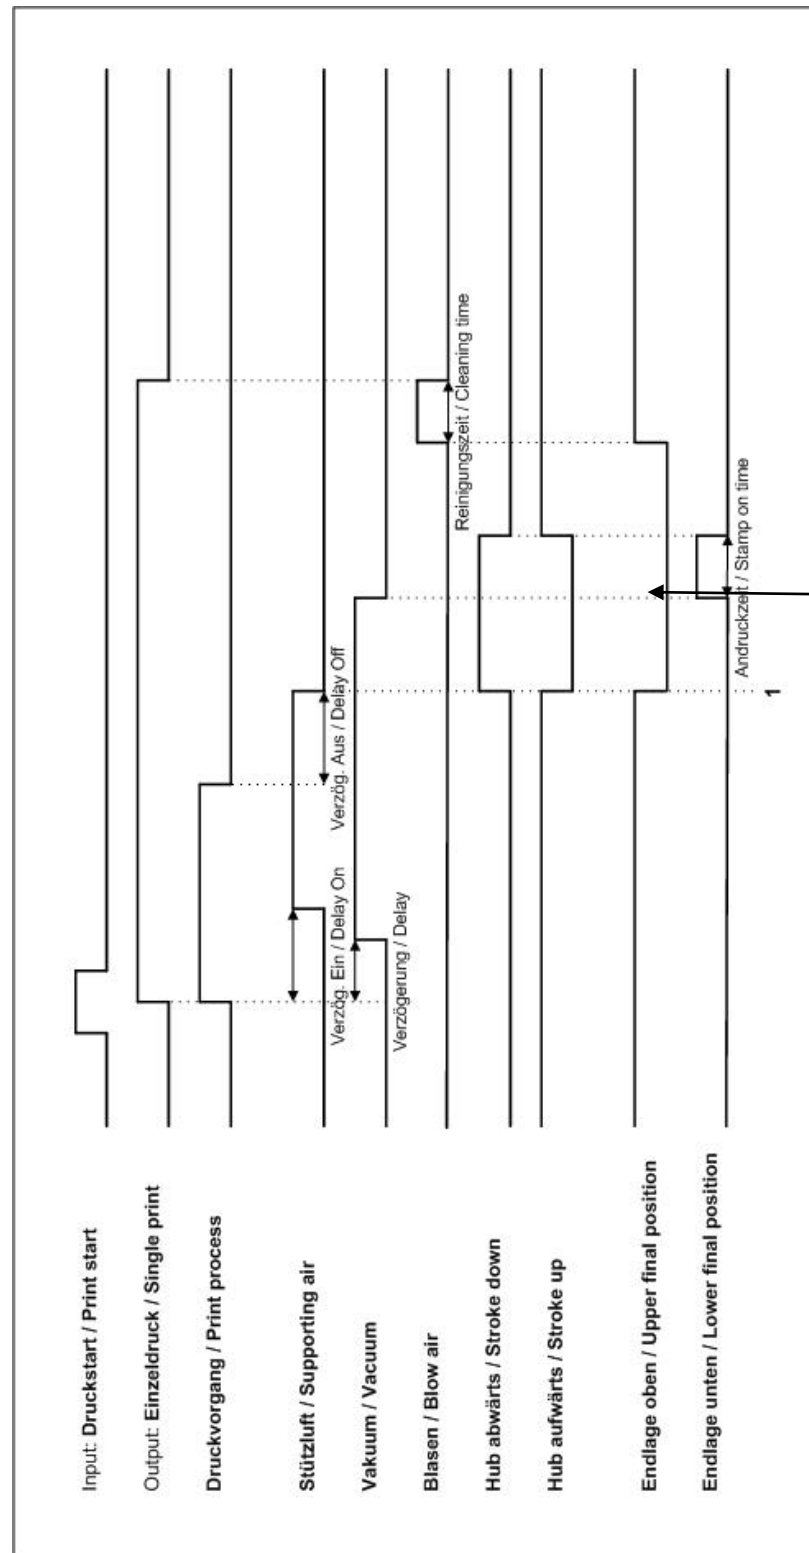 Input: Druckstart / Print start
Output: Einzeldruck / Single print
Druckvorgang / Print process
Stützluft / Supporting air
Verzög. Ein / Delay On
Verzög. Aus / Delay Off
Vakuum / Vacuum
Verzögerung / Delay
Blasen / Blow air
Reinigungszeit / Cleaning time
Hub abwärts / Stroke down
Hub aufwärts / Stroke up
Endlage oben / Upper final position
Endlage unten / Lower final position
Andruckzeit / Stamp on time
1